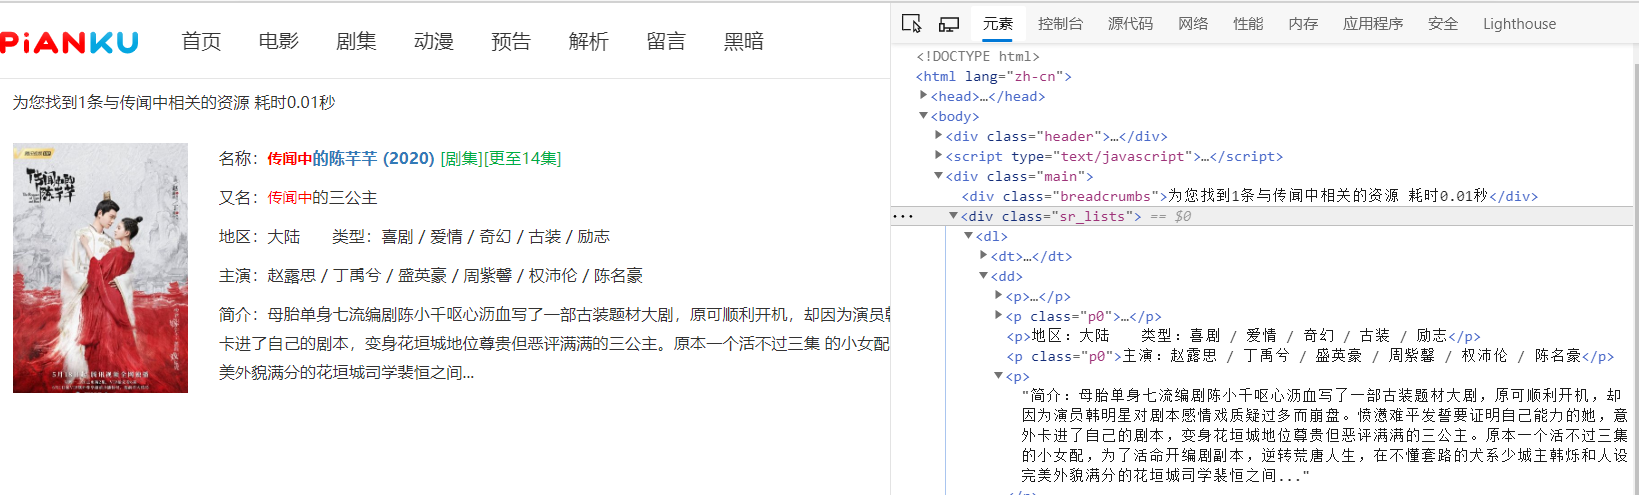 PiANKU 首页 电影 剧集 动漫 预告 解析 留言 黑暗
为您找到1条与传闻中相关的资源 耗时0.01秒
传闻中的陈芊芊
名称：传闻中的陈芊芊 (2020) [剧集][更至14集]
又名：传闻中的三公主
地区：大陆 类型：喜剧 / 爱情 / 奇幻 / 古装 / 励志
主演：赵露思 / 丁禹兮 / 盛英豪 / 周紫馨 / 权沛伦 / 陈名豪
简介：母胎单身七流编剧陈小千呕心沥血写了一部古装题材大剧，原可顺利开机，却因为演员韩
卡进了自己的剧本，变身花垣城地位尊贵但恶评满满的三公主。原本一个活不过三集 的小女配
美外貌满分的花垣城司学裴恒之间...
元素 控制台 源代码 网络 性能 内存 应用程序 安全 Lighthouse
<!DOCTYPE html>
<html lang="zh-cn">
<head>…</head>
<body>
<div class="header">…</div>
<script type="text/javascript">…</script>
<div class="main">
<div class="breadcrumbs">为您找到1条与传闻中相关的资源 耗时0.01秒</div>
··· <div class="sr_lists"> == $0
<dl>
<dt>…</dt>
<dd>
<p>…</p>
<p class="p0">…</p>
<p>地区：大陆 类型：喜剧 / 爱情 / 奇幻 / 古装 / 励志</p>
<p class="p0">主演：赵露思 / 丁禹兮 / 盛英豪 / 周紫馨 / 权沛伦 / 陈名豪</p>
<p>
"简介：母胎单身七流编剧陈小千呕心沥血写了一部古装题材大剧，原可顺利开机，却
因为演员韩明星对剧本感情戏质疑过多而崩盘。愤懑难平发誓要证明自己能力的她，意
外卡进了自己的剧本，变身花垣城地位尊贵但恶评满满的三公主。原本一个活不过三集
的小女配，为了活命开编剧副本，逆转荒唐人生，在不懂套路的犬系少城主韩烁和人设
完美外貌满分的花垣城司学裴恒之间..."
</p>